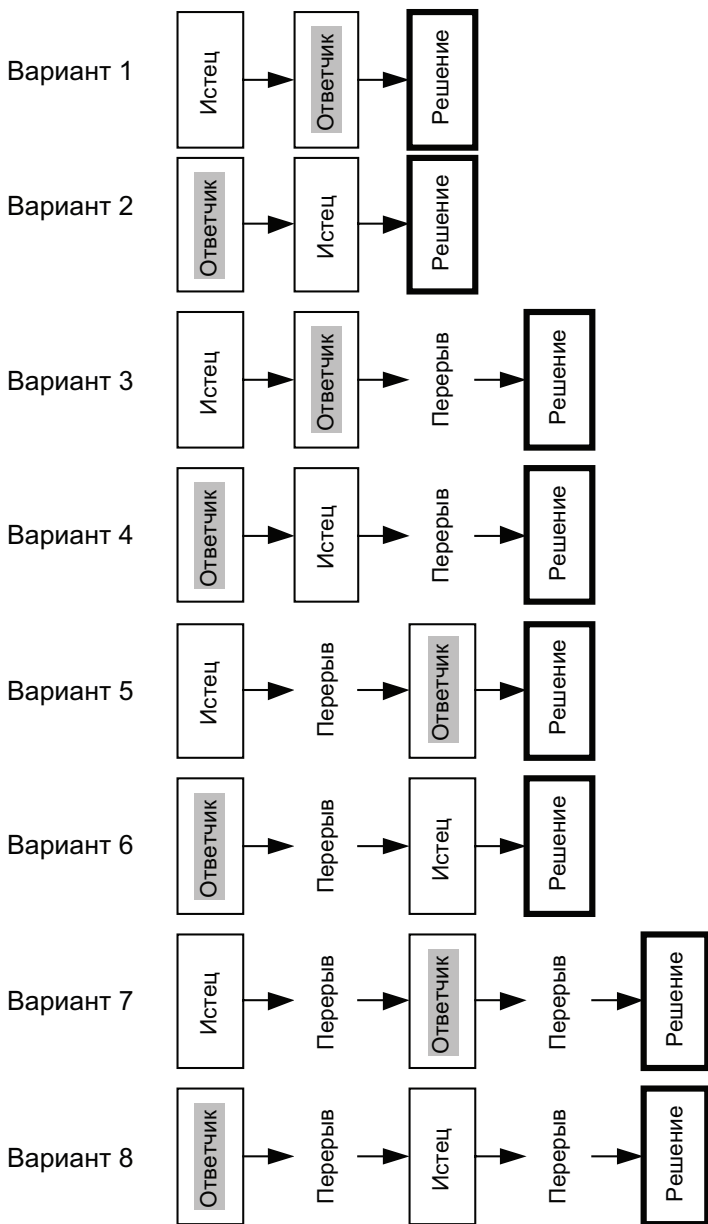 Вариант 1 Истец Ответчик Решение
Вариант 2 Ответчик Истец Решение
Вариант 3 Истец Ответчик Перерыв Решение
Вариант 4 Ответчик Истец Перерыв Решение
Вариант 5 Истец Перерыв Ответчик Решение
Вариант 6 Ответчик Перерыв Истец Решение
Вариант 7 Истец Перерыв Ответчик Перерыв Решение
Вариант 8 Ответчик Перерыв Истец Перерыв Решение